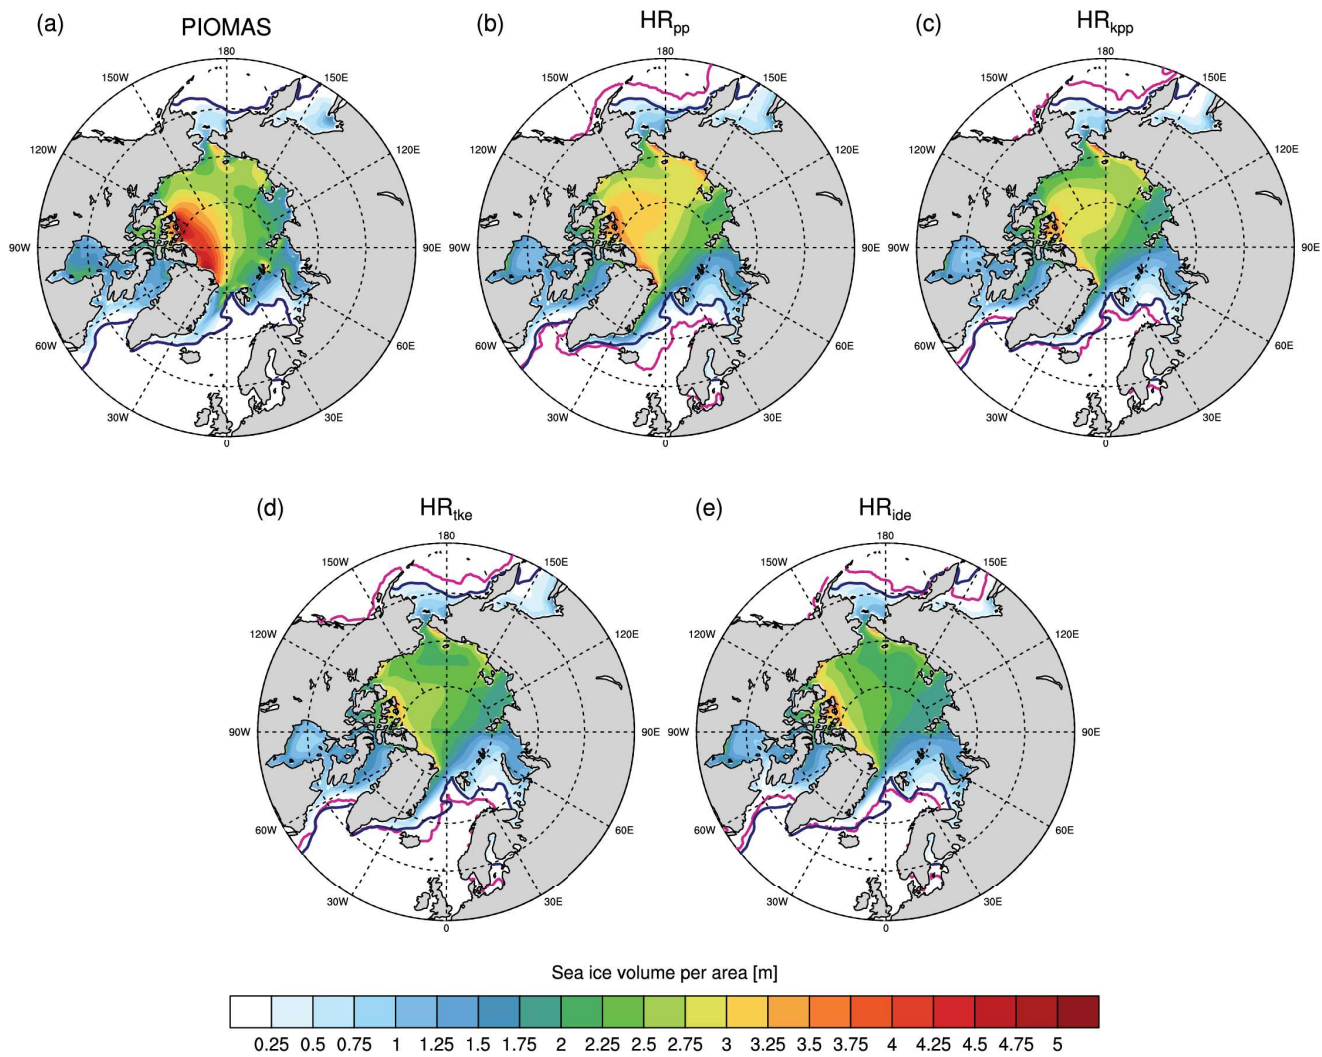 (a) PIOMAS
180
150W 150E
120W 120E
90W 90E
60W 60E
30W 30E
0
(b) HRpp
180
150W 150E
120W 120E
90W 90E
60W 60E
30W 30E
0
(c) HRkpp
180
150W 150E
120W 120E
90W 90E
60W 60E
30W 30E
0
(d) HRtke
180
150W 150E
120W 120E
90W 90E
60W 60E
30W 30E
0
(e) HRide
180
150W 150E
120W 120E
90W 90E
60W 60E
30W 30E
0
Sea ice volume per area [m]
0.25 0.5 0.75 1 1.25 1.5 1.75 2 2.25 2.5 2.75 3 3.25 3.5 3.75 4 4.25 4.5 4.75 5